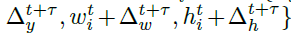 Δ_y^{t+τ}, w_i^t + Δ_w^{t+τ}, h_i^t + Δ_h^{t+τ}}